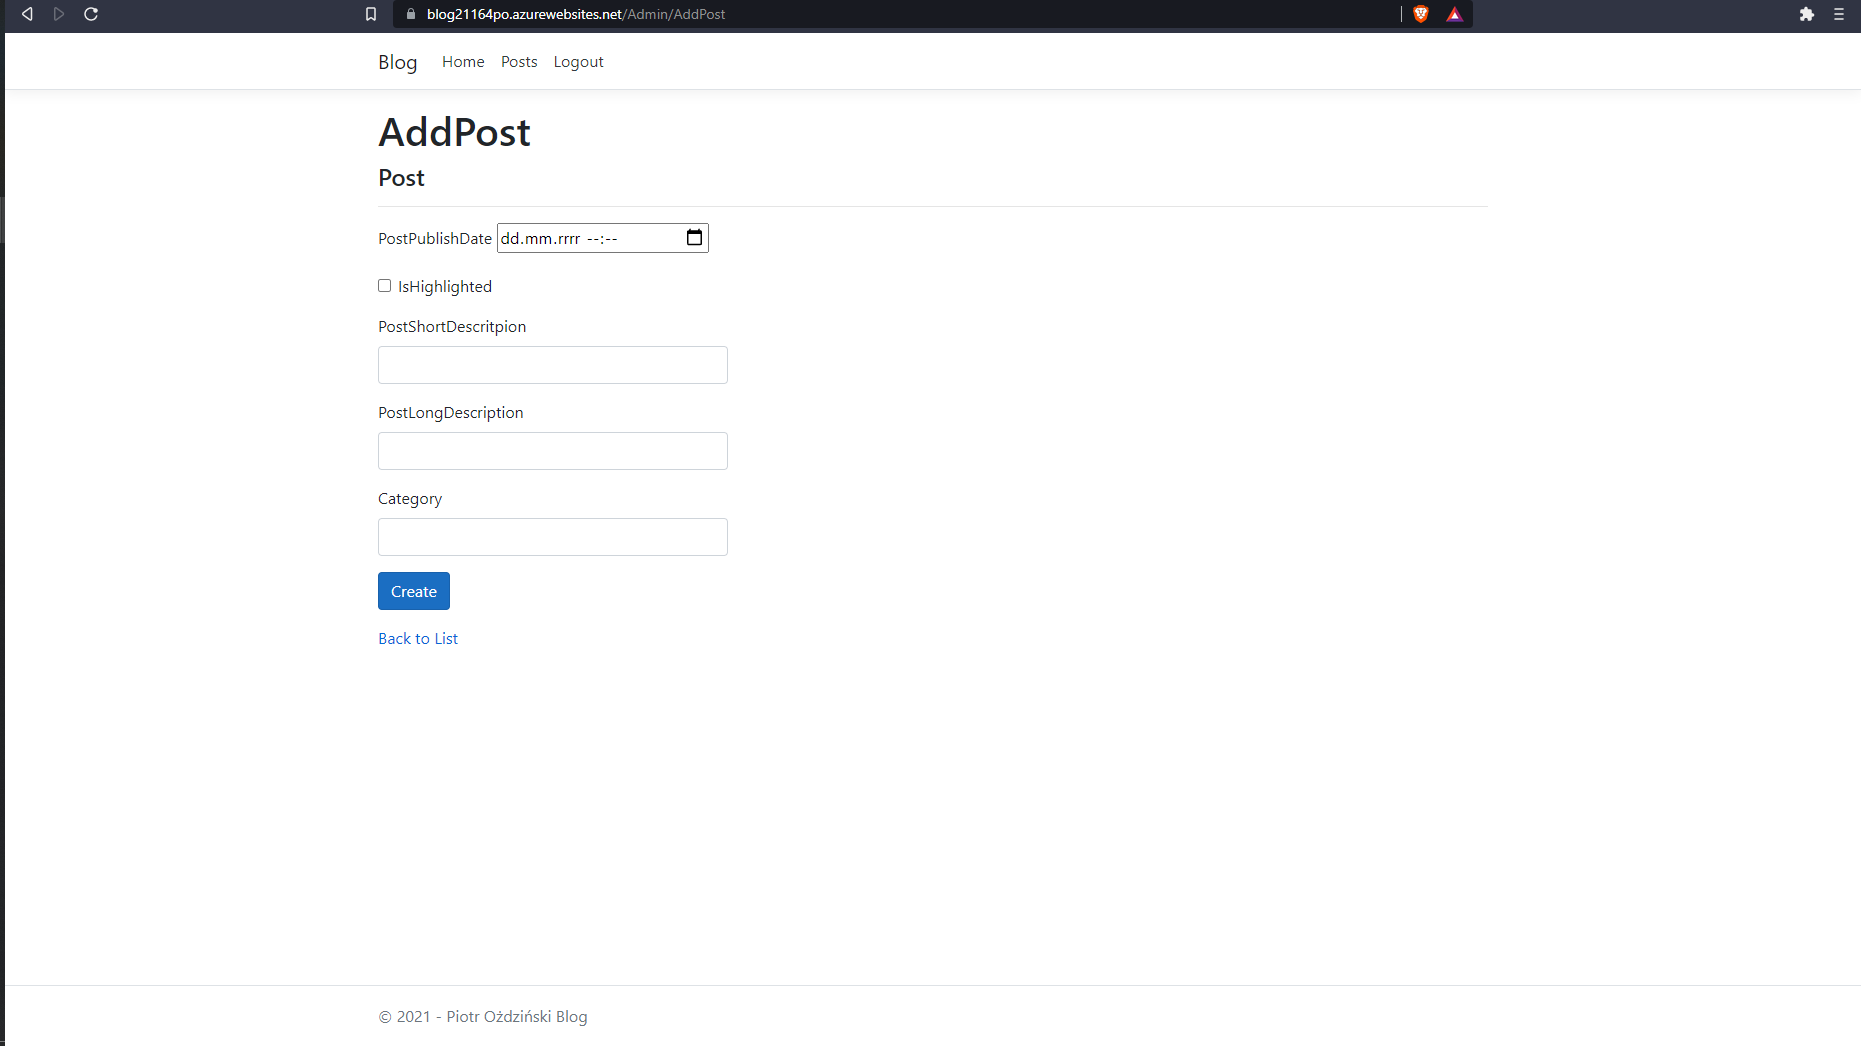 blog21164po.azurewebsites.net/Admin/AddPost
Blog Home Posts Logout
AddPost
Post
PostPublishDate dd.mm.rrrr --:--
IsHighlighted
PostShortDescritpion
PostLongDescription
Category
Create
Back to List
© 2021 - Piotr Ożdziński Blog